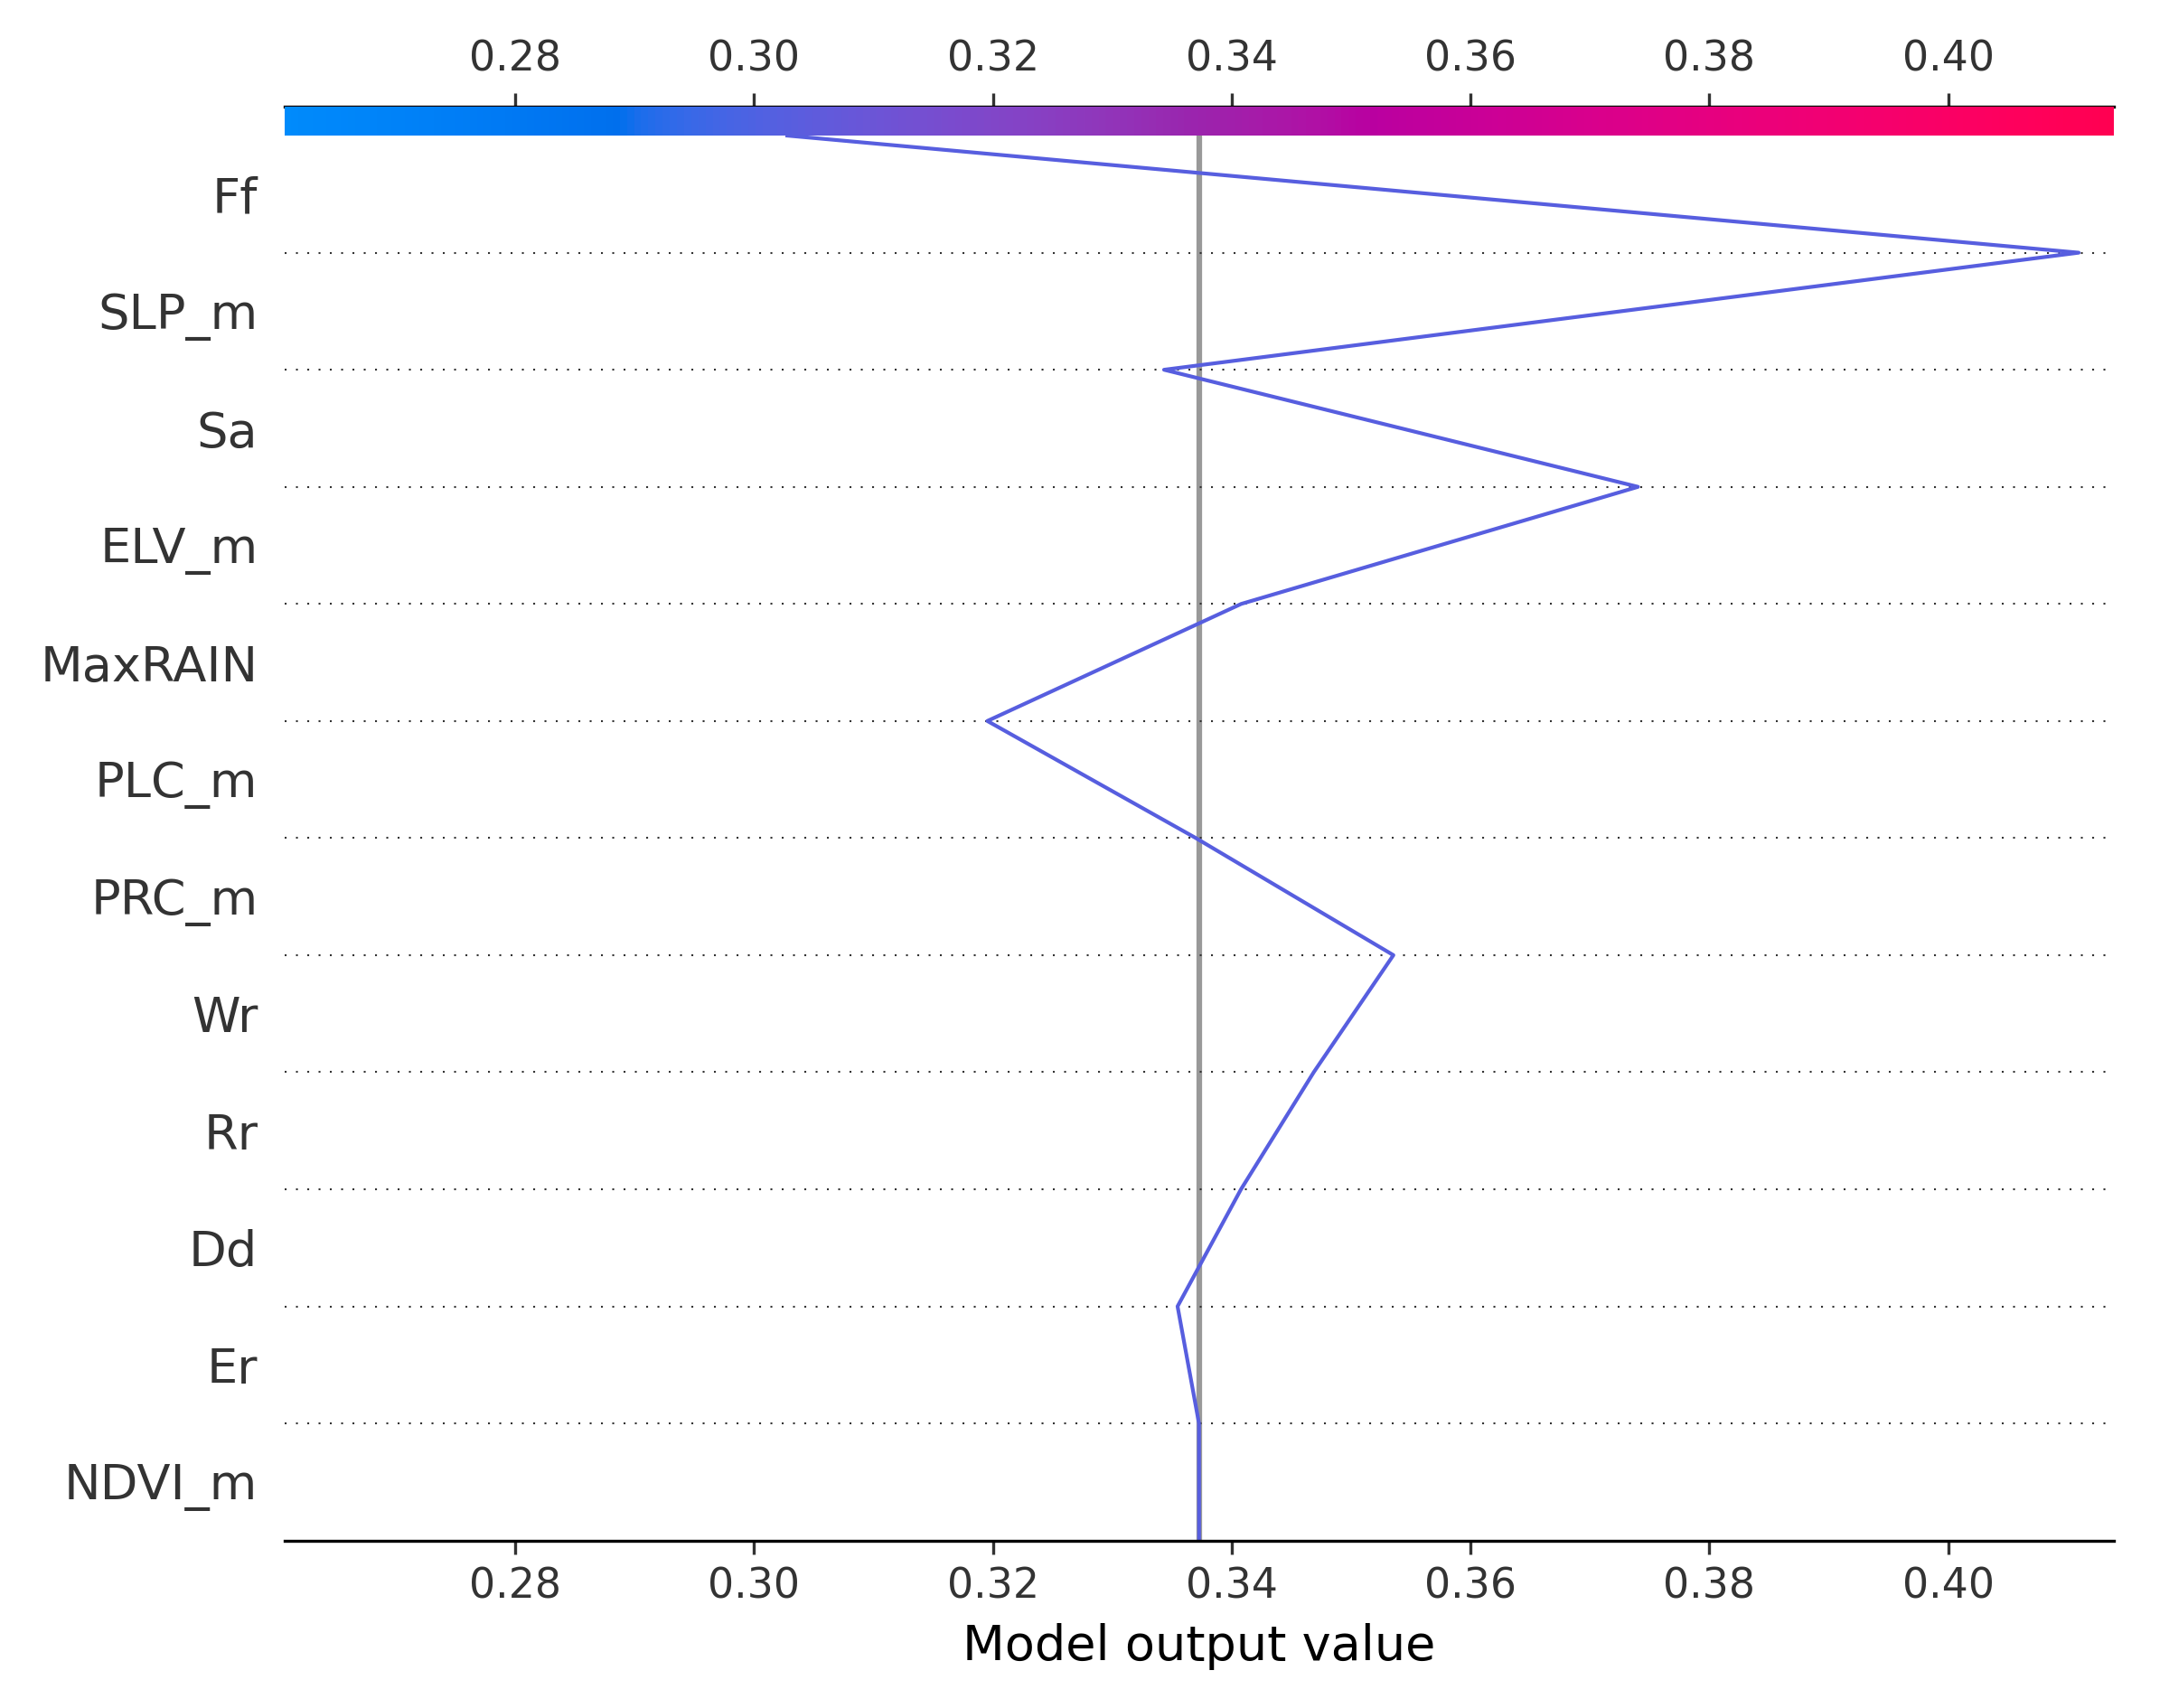 0.28 0.30 0.32 0.34 0.36 0.38 0.40
Ff
SLP_m
Sa
ELV_m
MaxRAIN
PLC_m
PRC_m
Wr
Rr
Dd
Er
NDVI_m
0.28 0.30 0.32 0.34 0.36 0.38 0.40
Model output value